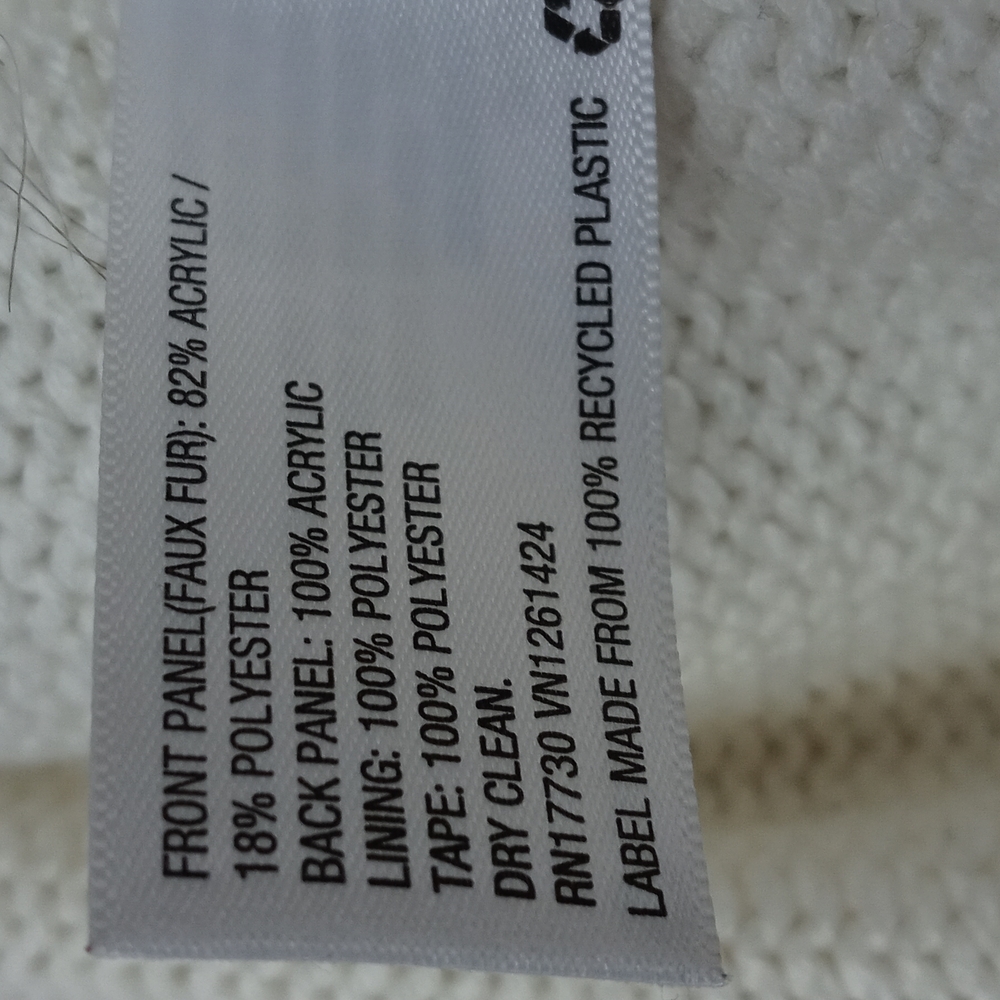 FRONT PANEL(FAUX FUR): 82% ACRYLIC /
18% POLYESTER
BACK PANEL: 100% ACRYLIC
LINING: 100% POLYESTER
TAPE: 100% POLYESTER
DRY CLEAN.
RN17730 VN1261424
LABEL MADE FROM 100% RECYCLED PLASTIC